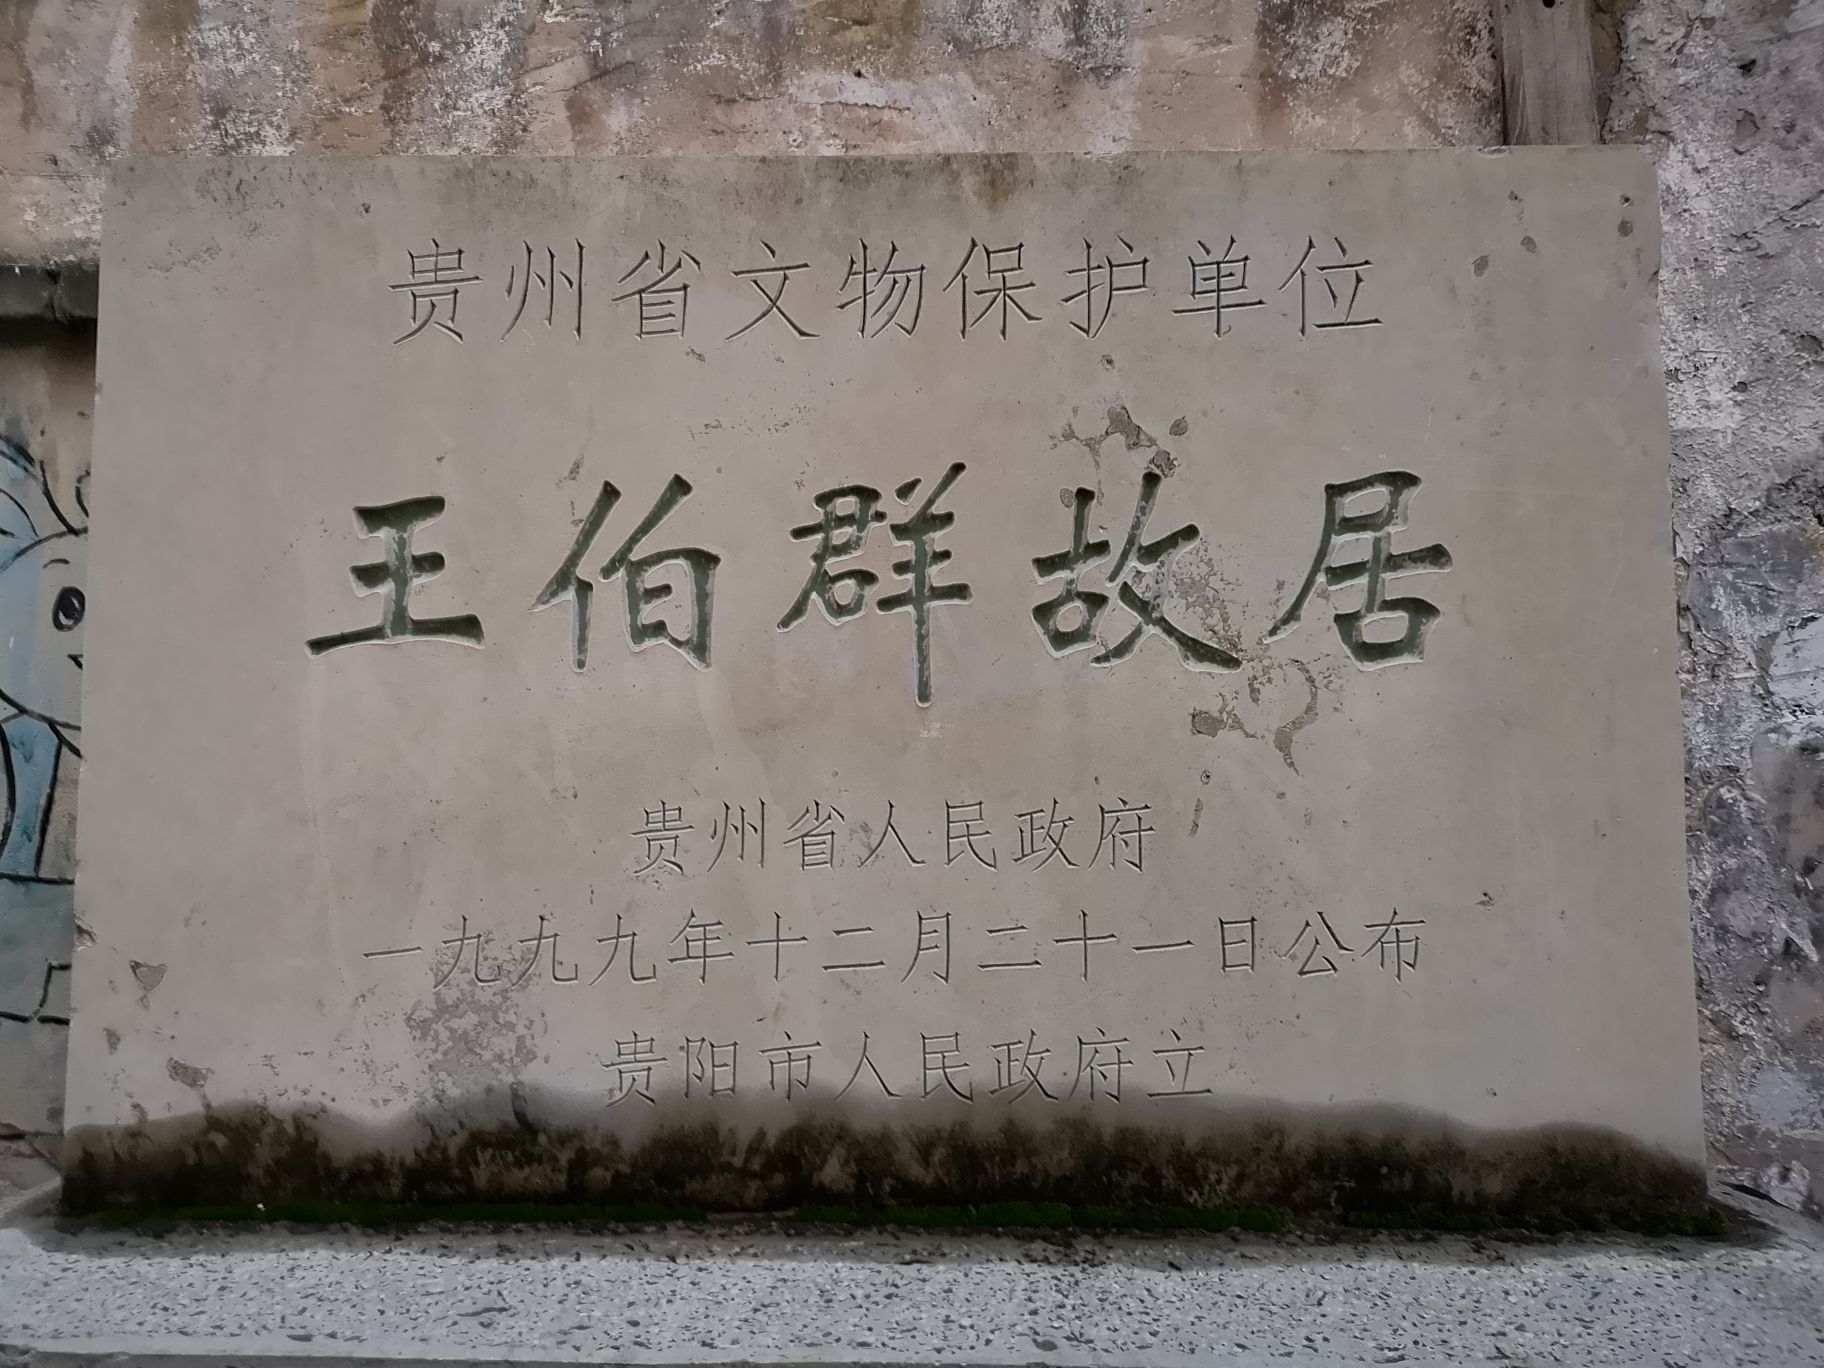 贵州省文物保护单位
王伯群故居
贵州省人民政府
一九九九年十二月二十一日公布
贵阳市人民政府立